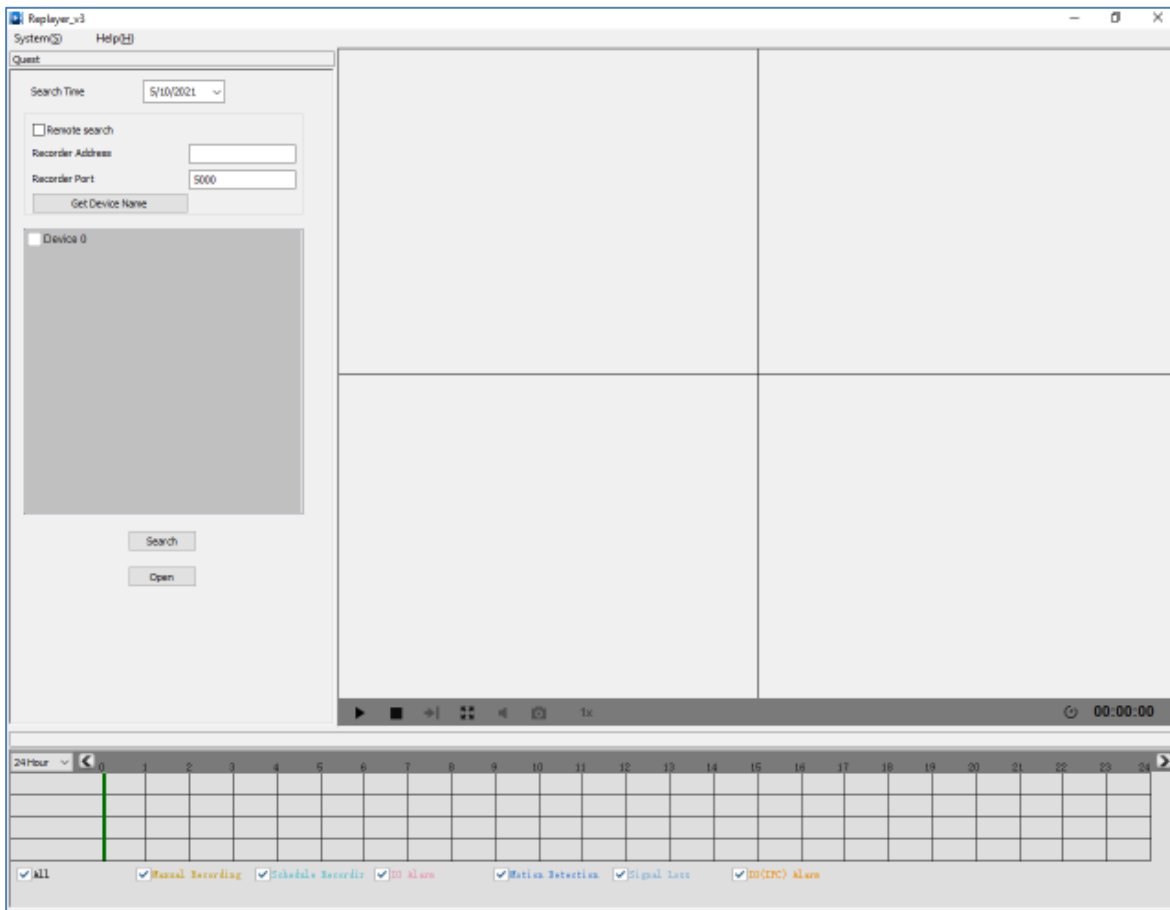 Replayer_v3
System(S) Help(H)
Quest
Search Time 5/10/2021
Remote search
Recorder Address
Recorder Port 5000
Get Device Name
Device 0
Search
Open
1x 00:00:00
24 Hour 0 1 2 3 4 5 6 7 8 9 10 11 12 13 14 15 16 17 18 19 20 21 22 23 24
All Manual Recording Schedule Recordir IO Alarm Motion Detection Signal Loss IO(IPC) Alarm